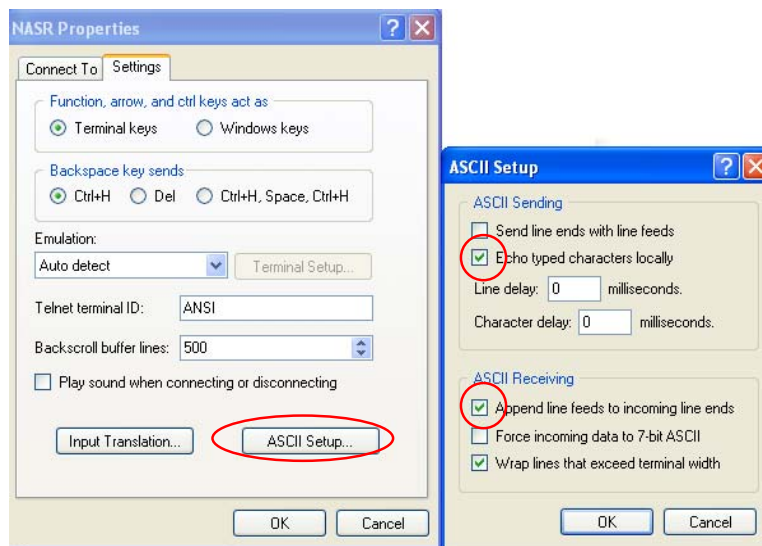 NASR Properties
Connect To
Settings
Function, arrow, and ctrl keys act as
Terminal keys
Windows keys
Backspace key sends
Ctrl+H
Del
Ctrl+H, Space, Ctrl+H
Emulation:
Auto detect
Terminal Setup...
Telnet terminal ID:
ANSI
Backscroll buffer lines:
500
Play sound when connecting or disconnecting
Input Translation...
ASCII Setup...
OK
Cancel
ASCII Setup
ASCII Sending
Send line ends with line feeds
Echo typed characters locally
Line delay: 0 milliseconds.
Character delay: 0 milliseconds.
ASCII Receiving
Append line feeds to incoming line ends
Force incoming data to 7-bit ASCII
Wrap lines that exceed terminal width
OK
Cancel